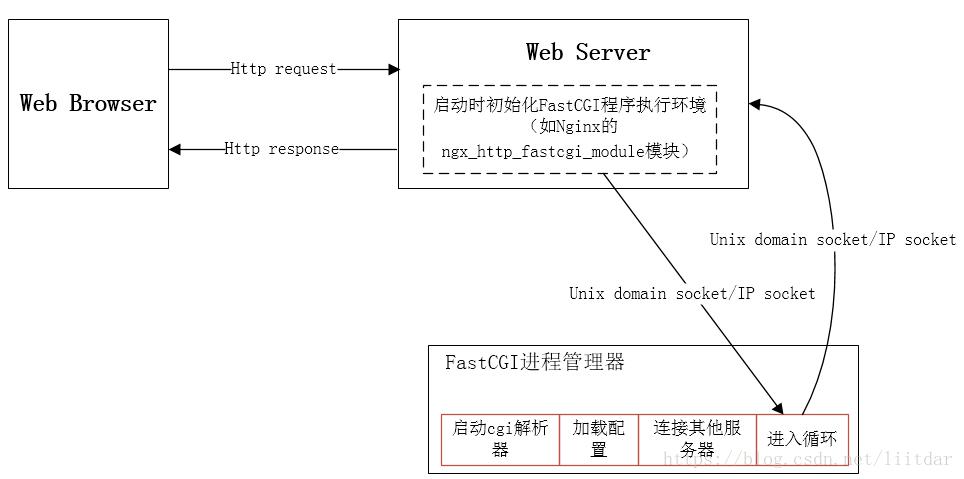 Web Browser
Http request
Http response
Web Server
启动时初始化FastCGI程序执行环境
（如Nginx的
ngx_http_fastcgi_module模块）
Unix domain socket/IP socket
Unix domain socket/IP socket
FastCGI进程管理器
启动cgi解析
器
加载配
置
连接其他服
务器
进入循环
https://blog.csdn.net/liitdar